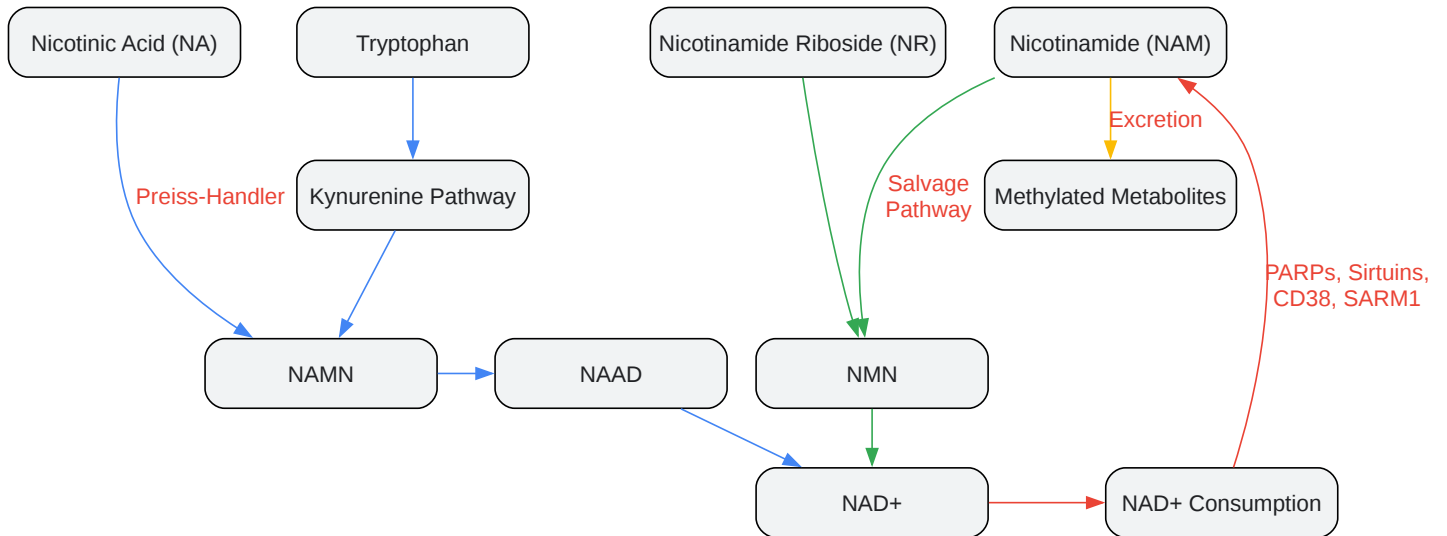 Nicotinic Acid (NA)
Tryptophan
Nicotinamide Riboside (NR)
Nicotinamide (NAM)
Excretion
Preiss-Handler
Kynurenine Pathway
Salvage
Pathway
Methylated Metabolites
PARPs, Sirtuins,
CD38, SARM1
NAMN
NAAD
NMN
NAD+
NAD+ Consumption